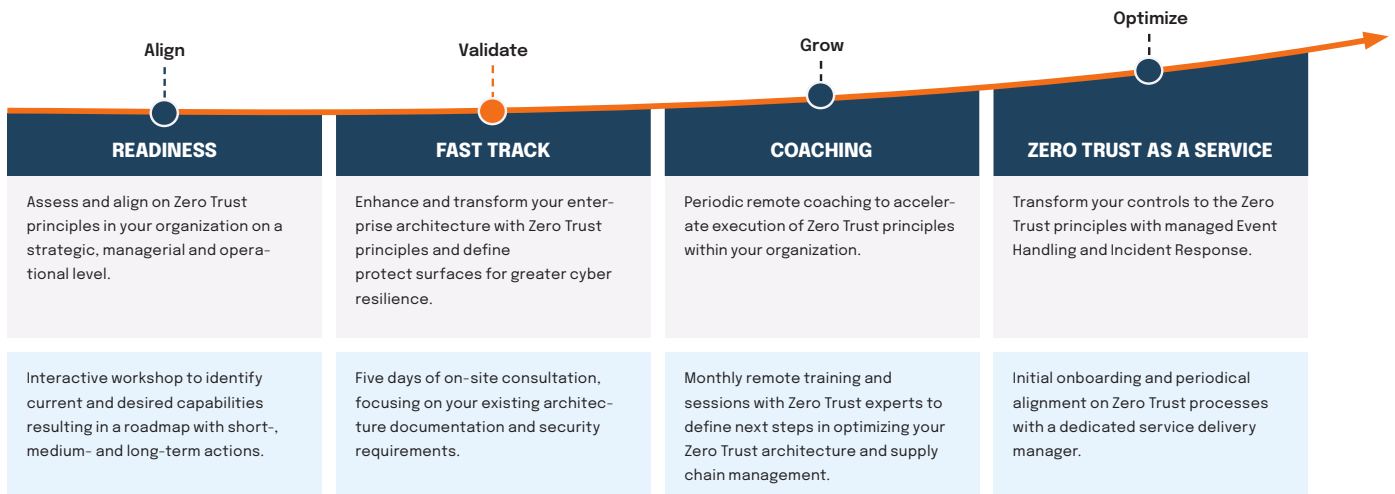 Align
Validate
Grow
Optimize
READINESS
FAST TRACK
COACHING
ZERO TRUST AS A SERVICE
Assess and align on Zero Trust
principles in your organization on a
strategic, managerial and opera-
tional level.
Enhance and transform your enter-
prise architecture with Zero Trust
principles and define
protect surfaces for greater cyber
resilience.
Periodic remote coaching to acceler-
ate execution of Zero Trust principles
within your organization.
Transform your controls to the Zero
Trust principles with managed Event
Handling and Incident Response.
Interactive workshop to identify
current and desired capabilities
resulting in a roadmap with short-,
medium- and long-term actions.
Five days of on-site consultation,
focusing on your existing architec-
ture documentation and security
requirements.
Monthly remote training and
sessions with Zero Trust experts to
define next steps in optimizing your
Zero Trust architecture and supply
chain management.
Initial onboarding and periodical
alignment on Zero Trust processes
with a dedicated service delivery
manager.